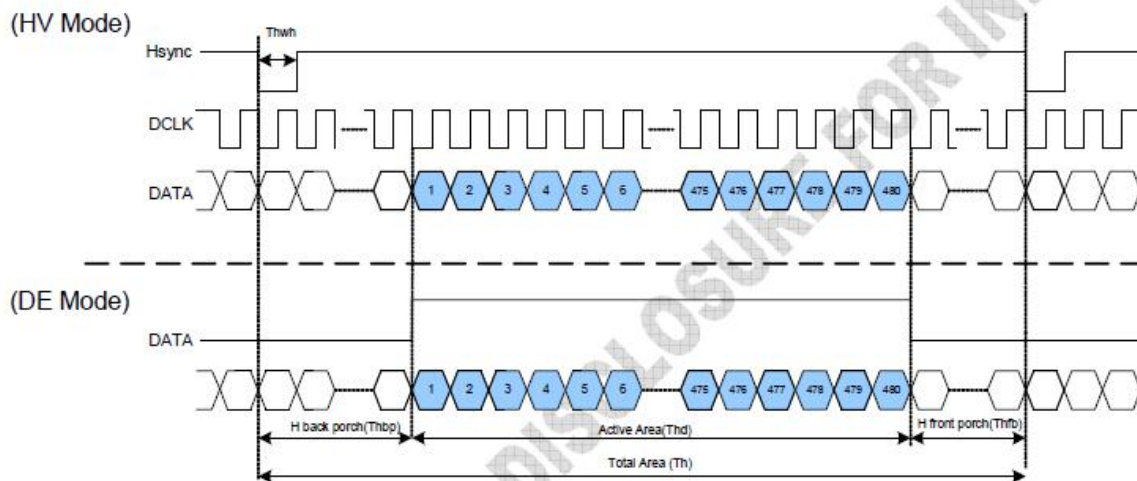 (HV Mode)
Thwh
Hsync
DCLK
DATA
1 2 3 4 5 6 475 476 477 478 479 480
(DE Mode)
DATA
1 2 3 4 5 6 475 476 477 478 479 480
H back porch(Thbp)
Active Area(Thd)
H front porch(Thfb)
Total Area (Th)
DISCLOSURE FOR